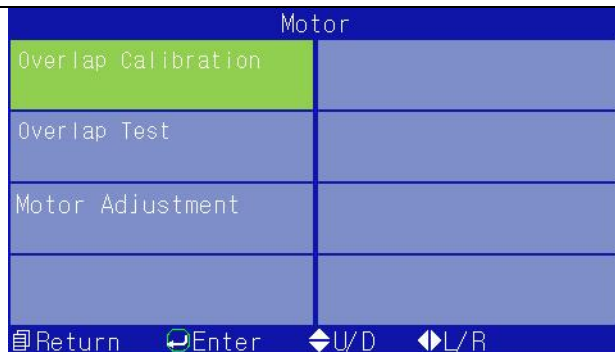 Motor
Overlap Calibration
Overlap Test
Motor Adjustment
Return Enter U/D L/R